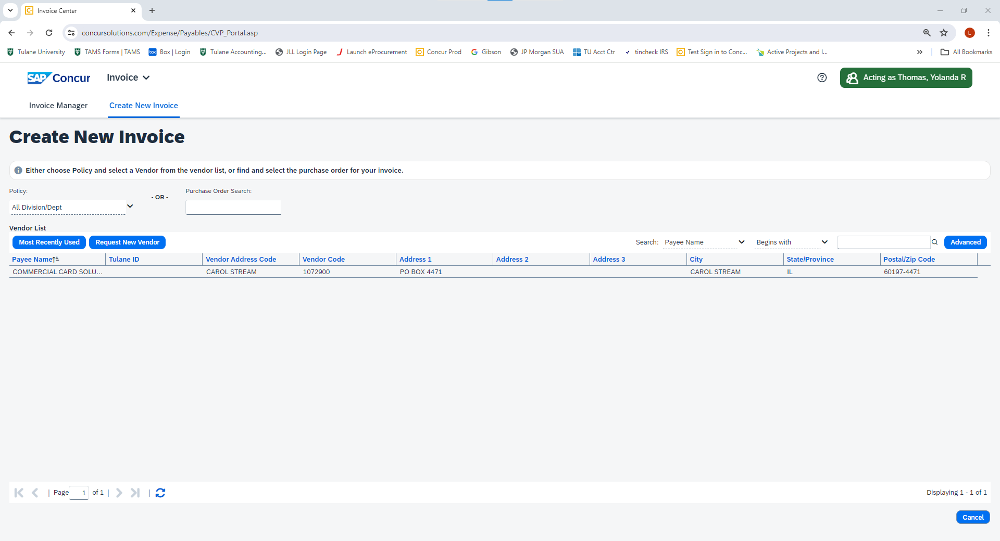 Invoice Center
concursolutions.com/Expense/Payables/CVP_Portal.asp
L
Tulane University
TAMS Forms | TAMS
box Box | Login
Tulane Accounting...
JLL Login Page
Launch eProcurement
Concur Prod
Gibson
JP Morgan SUA
TU Acct Ctr
tincheck IRS
Test Sign in to Conc...
Active Projects and I...
All Bookmarks
SAP Concur
Invoice
Acting as Thomas, Yolanda R
Invoice Manager
Create New Invoice
Create New Invoice
Either choose Policy and select a Vendor from the vendor list, or find and select the purchase order for your invoice.
Policy:
- OR -
Purchase Order Search:
All Division/Dept
Vendor List
Most Recently Used Request New Vendor Search: Payee Name Begins with Advanced
Payee Name Tulane ID Vendor Address Code Vendor Code Address 1 Address 2 Address 3 City State/Province Postal/Zip Code
COMMERCIAL CARD SOLU... CAROL STREAM 1072900 PO BOX 4471 CAROL STREAM IL 60197-4471
| Page 1 of 1 | | Displaying 1 - 1 of 1
Cancel